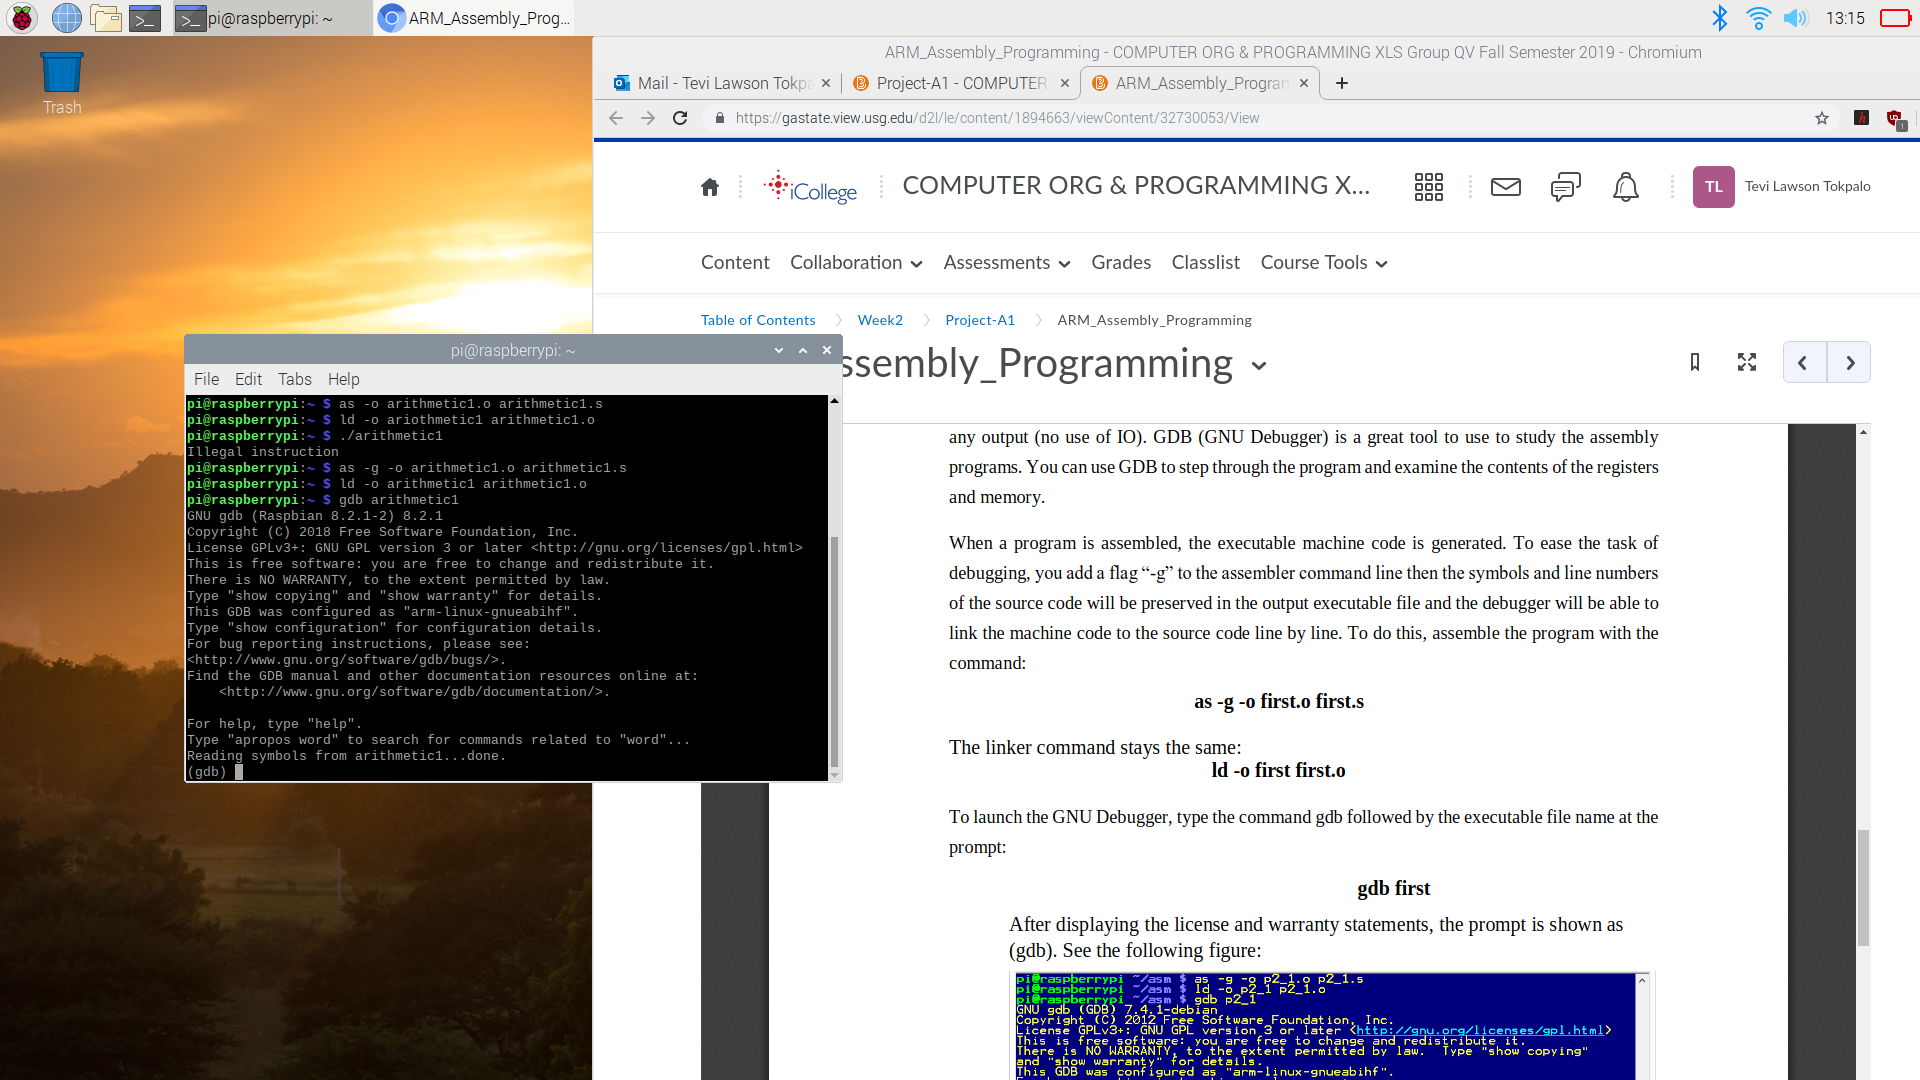 pi@raspberrypi: ~
ARM_Assembly_Prog...
13:15
Trash
ARM_Assembly_Programming - COMPUTER ORG & PROGRAMMING XLS Group QV Fall Semester 2019 - Chromium
Mail - Tevi Lawson Tokpa
Project-A1 - COMPUTER
ARM_Assembly_Program
https://gastate.view.usg.edu/d2l/le/content/1894663/viewContent/32730053/View
iCollege
COMPUTER ORG & PROGRAMMING X...
TL
Tevi Lawson Tokpalo
Content
Collaboration
Assessments
Grades
Classlist
Course Tools
Table of Contents
Week2
Project-A1
ARM_Assembly_Programming
ssembly_Programming
pi@raspberrypi: ~
File Edit Tabs Help
pi@raspberrypi:~ $ as -o arithmetic1.o arithmetic1.s
pi@raspberrypi:~ $ ld -o ariothmetic1 arithmetic1.o
pi@raspberrypi:~ $ ./arithmetic1
Illegal instruction
pi@raspberrypi:~ $ as -g -o arithmetic1.o arithmetic1.s
pi@raspberrypi:~ $ ld -o arithmetic1 arithmetic1.o
pi@raspberrypi:~ $ gdb arithmetic1
GNU gdb (Raspbian 8.2.1-2) 8.2.1
Copyright (C) 2018 Free Software Foundation, Inc.
License GPLv3+: GNU GPL version 3 or later <http://gnu.org/licenses/gpl.html>
This is free software: you are free to change and redistribute it.
There is NO WARRANTY, to the extent permitted by law.
Type "show copying" and "show warranty" for details.
This GDB was configured as "arm-linux-gnueabihf".
Type "show configuration" for configuration details.
For bug reporting instructions, please see:
<http://www.gnu.org/software/gdb/bugs/>.
Find the GDB manual and other documentation resources online at:
<http://www.gnu.org/software/gdb/documentation/>.
For help, type "help".
Type "apropos word" to search for commands related to "word"...
Reading symbols from arithmetic1...done.
(gdb)
any output (no use of IO). GDB (GNU Debugger) is a great tool to use to study the assembly
programs. You can use GDB to step through the program and examine the contents of the registers
and memory.
When a program is assembled, the executable machine code is generated. To ease the task of
debugging, you add a flag “-g” to the assembler command line then the symbols and line numbers
of the source code will be preserved in the output executable file and the debugger will be able to
link the machine code to the source code line by line. To do this, assemble the program with the
command:
as -g -o first.o first.s
The linker command stays the same:
ld -o first first.o
To launch the GNU Debugger, type the command gdb followed by the executable file name at the
prompt:
gdb first
After displaying the license and warranty statements, the prompt is shown as
(gdb). See the following figure:
pi@raspberrypi ~/asm $ as -g -o p2_1.o p2_1.s
pi@raspberrypi ~/asm $ ld -o p2_1 p2_1.o
pi@raspberrypi ~/asm $ gdb p2_1
GNU gdb (GDB) 7.4.1-debian
Copyright (C) 2012 Free Software Foundation, Inc.
License GPLv3+: GNU GPL version 3 or later <http://gnu.org/licenses/gpl.html>
This is free software: you are free to change and redistribute it.
There is NO WARRANTY, to the extent permitted by law.  Type "show copying"
and "show warranty" for details.
This GDB was configured as "arm-linux-gnueabihf".